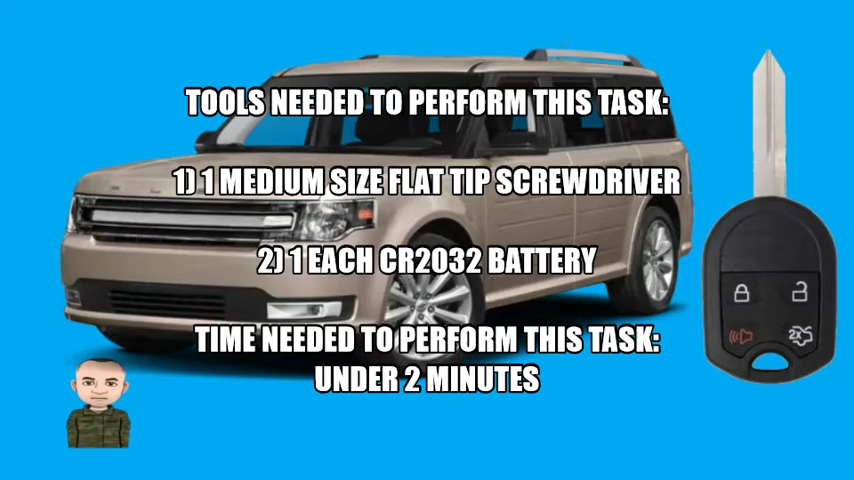 TOOLS NEEDED TO PERFORM THIS TASK:
1) 1 MEDIUM SIZE FLAT TIP SCREWDRIVER
2) 1 EACH CR2032 BATTERY
TIME NEEDED TO PERFORM THIS TASK:
UNDER 2 MINUTES
2X